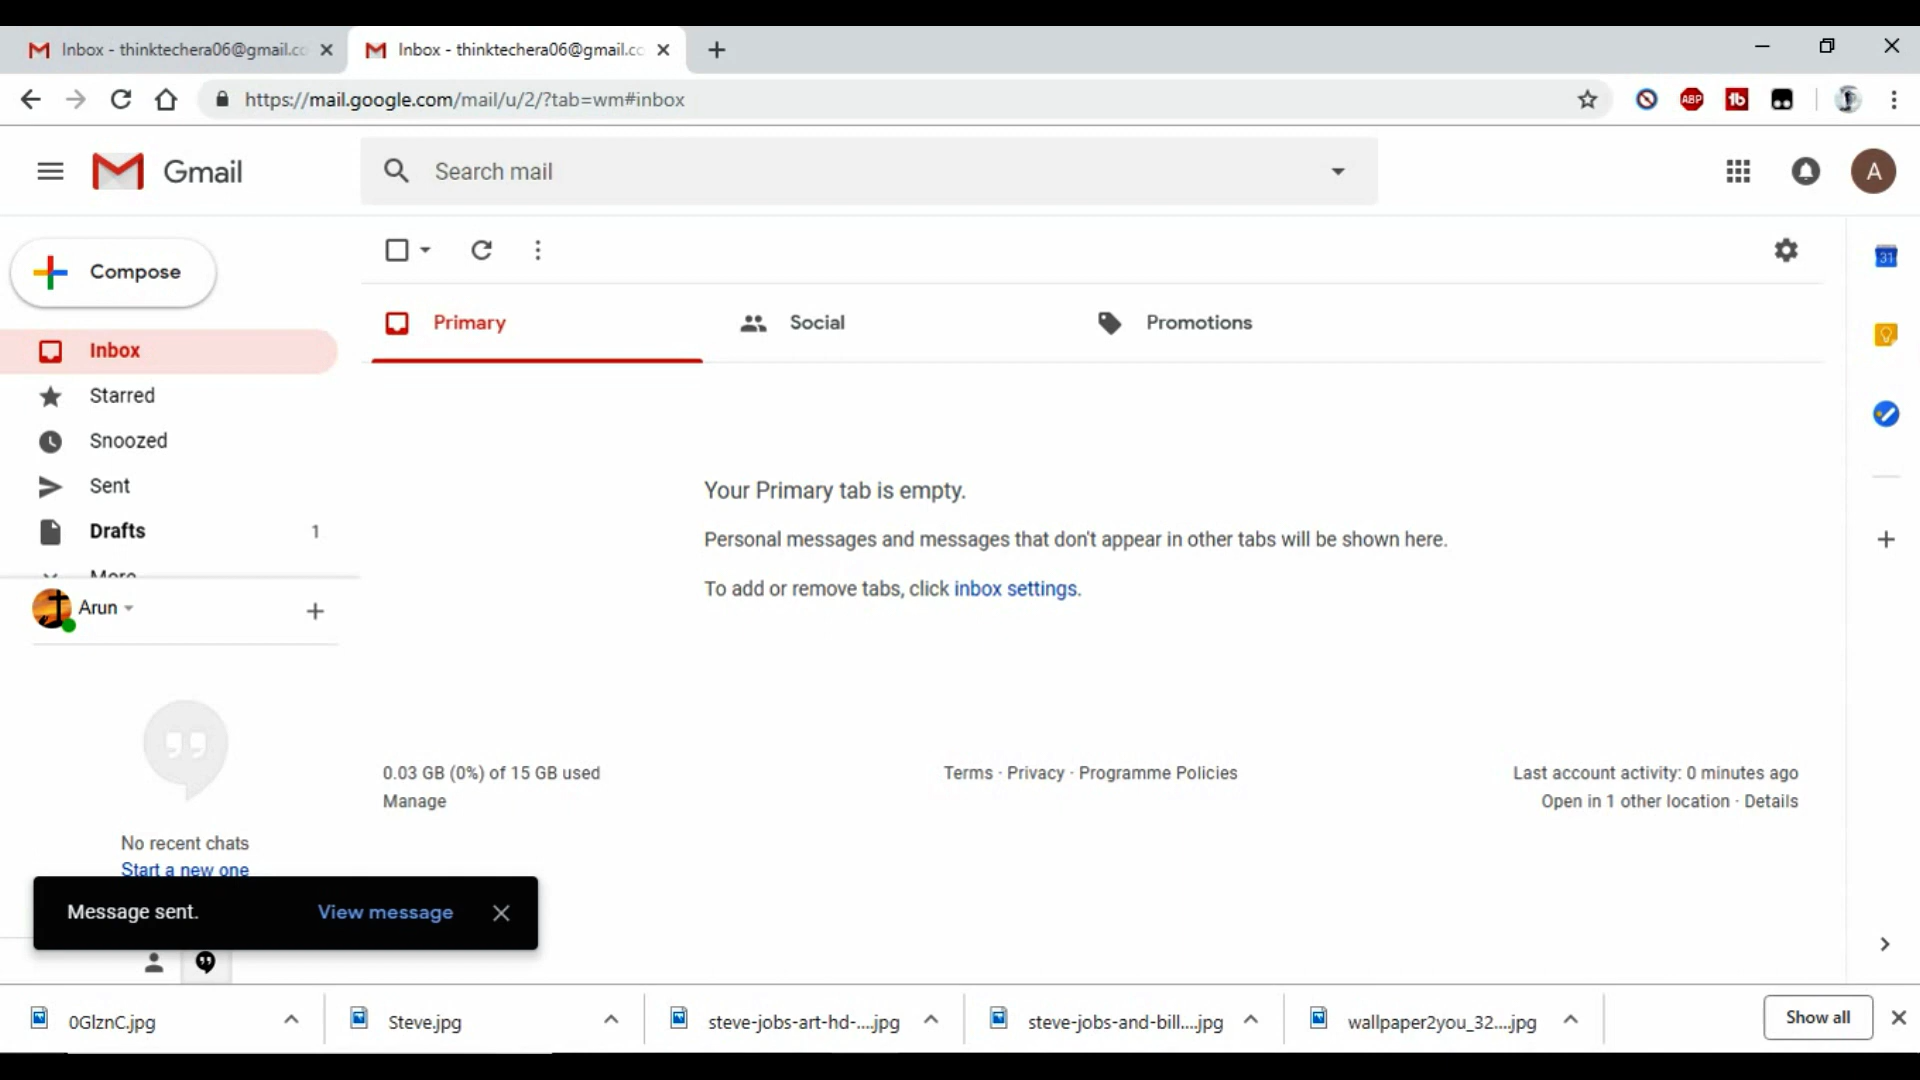 Inbox - thinktechera06@gmail.co
Inbox - thinktechera06@gmail.cc
https://mail.google.com/mail/u/2/?tab=wm#inbox
ABP
Gmail
Search mail
A
Compose
31
Primary
Social
Promotions
Inbox
Starred
Snoozed
Sent
Drafts 1
More
Your Primary tab is empty.
Personal messages and messages that don't appear in other tabs will be shown here.
To add or remove tabs, click inbox settings.
Arun
0.03 GB (0%) of 15 GB used
Manage
Terms · Privacy · Programme Policies
Last account activity: 0 minutes ago
Open in 1 other location · Details
No recent chats
Start a new one
Message sent. View message
0GlznC.jpg
Steve.jpg
steve-jobs-art-hd-....jpg
steve-jobs-and-bill....jpg
wallpaper2you_32....jpg
Show all